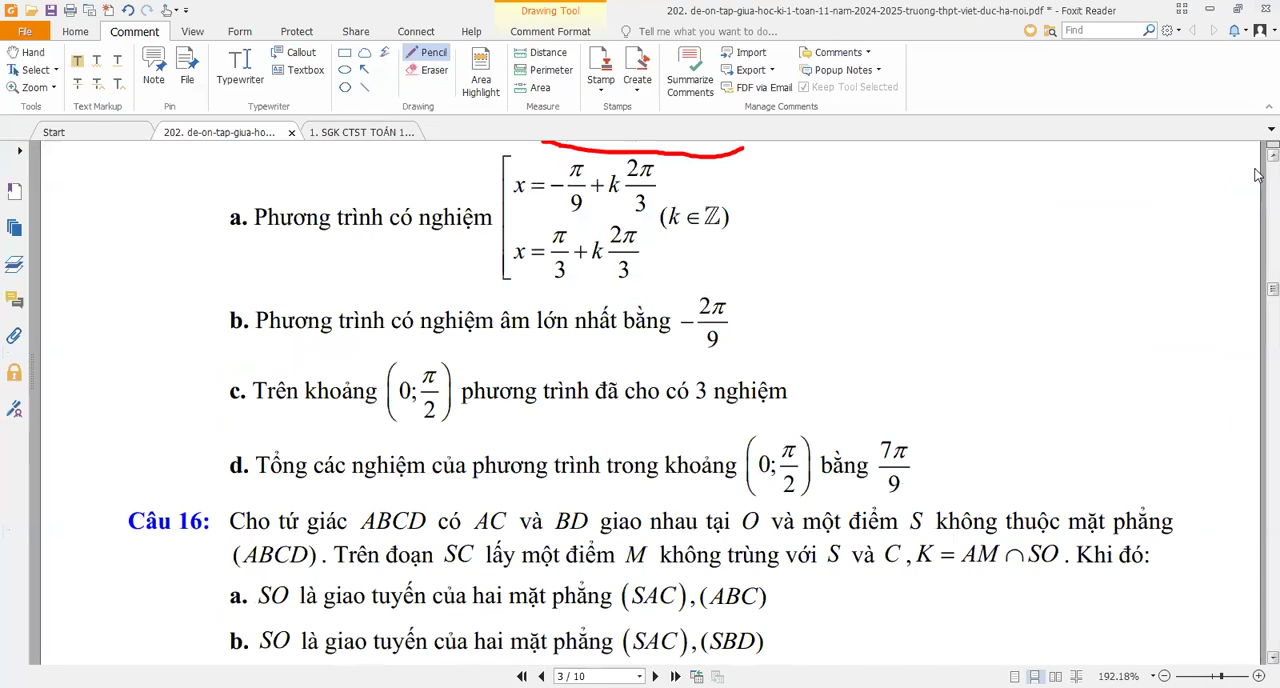 Drawing Tool
202. de-on-tap-giua-hoc-ki-1-toan-11-nam-2024-2025-truong-thpt-viet-duc-ha-noi.pdf * - Foxit Reader
File Home Comment View Form Protect Share Connect Help Comment Format Tell me what you want to do... Find
Hand
Select
Zoom
Tools
Text Markup
Note
File
Pin
Typewriter
Callout
Textbox
Typewriter
Pencil
Eraser
Drawing
Area Highlight
Distance
Perimeter
Area
Measure
Stamp
Create
Stamps
Summarize Comments
Import
Export
FDF via Email
Comments
Popup Notes
Keep Tool Selected
Manage Comments
Start
202. de-on-tap-giua-ho...
1. SGK CTST TOÁN 1...
a. Phương trình có nghiệm [x = −π/9 + k 2π/3
x = π/3 + k 2π/3 (k ∈ ℤ)
b. Phương trình có nghiệm âm lớn nhất bằng −2π/9
c. Trên khoảng (0; π/2) phương trình đã cho có 3 nghiệm
d. Tổng các nghiệm của phương trình trong khoảng (0; π/2) bằng 7π/9
Câu 16: Cho tứ giác ABCD có AC và BD giao nhau tại O và một điểm S không thuộc mặt phẳng
(ABCD). Trên đoạn SC lấy một điểm M không trùng với S và C, K = AM ∩ SO. Khi đó:
a. SO là giao tuyến của hai mặt phẳng (SAC), (ABC)
b. SO là giao tuyến của hai mặt phẳng (SAC), (SBD)
3 / 10
192.18%